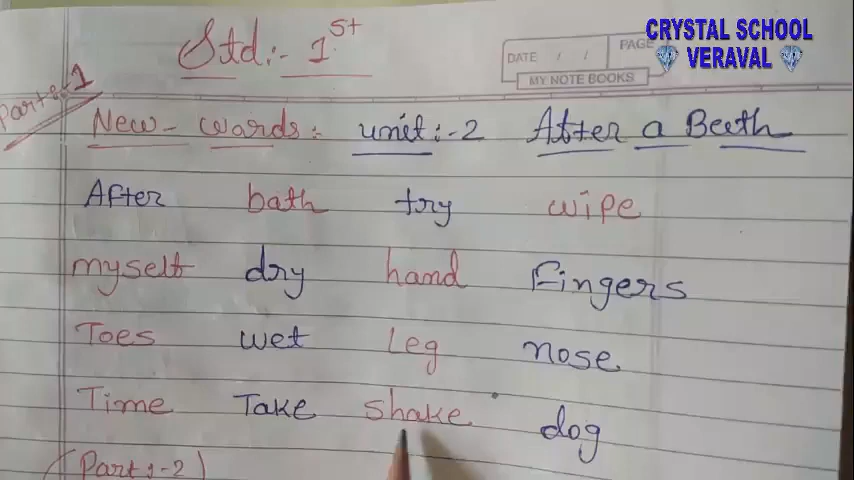 CRYSTAL SCHOOL
VERAVAL
Std:- 1st
DATE / / PAGE
MY NOTE BOOKS
Part:-1
New- wards:- unit:-2 After a Beeth
After bath try wipe
myself dry hand Fingers
Toes wet Leg nose
Time Take shake dog
(Part:-2)